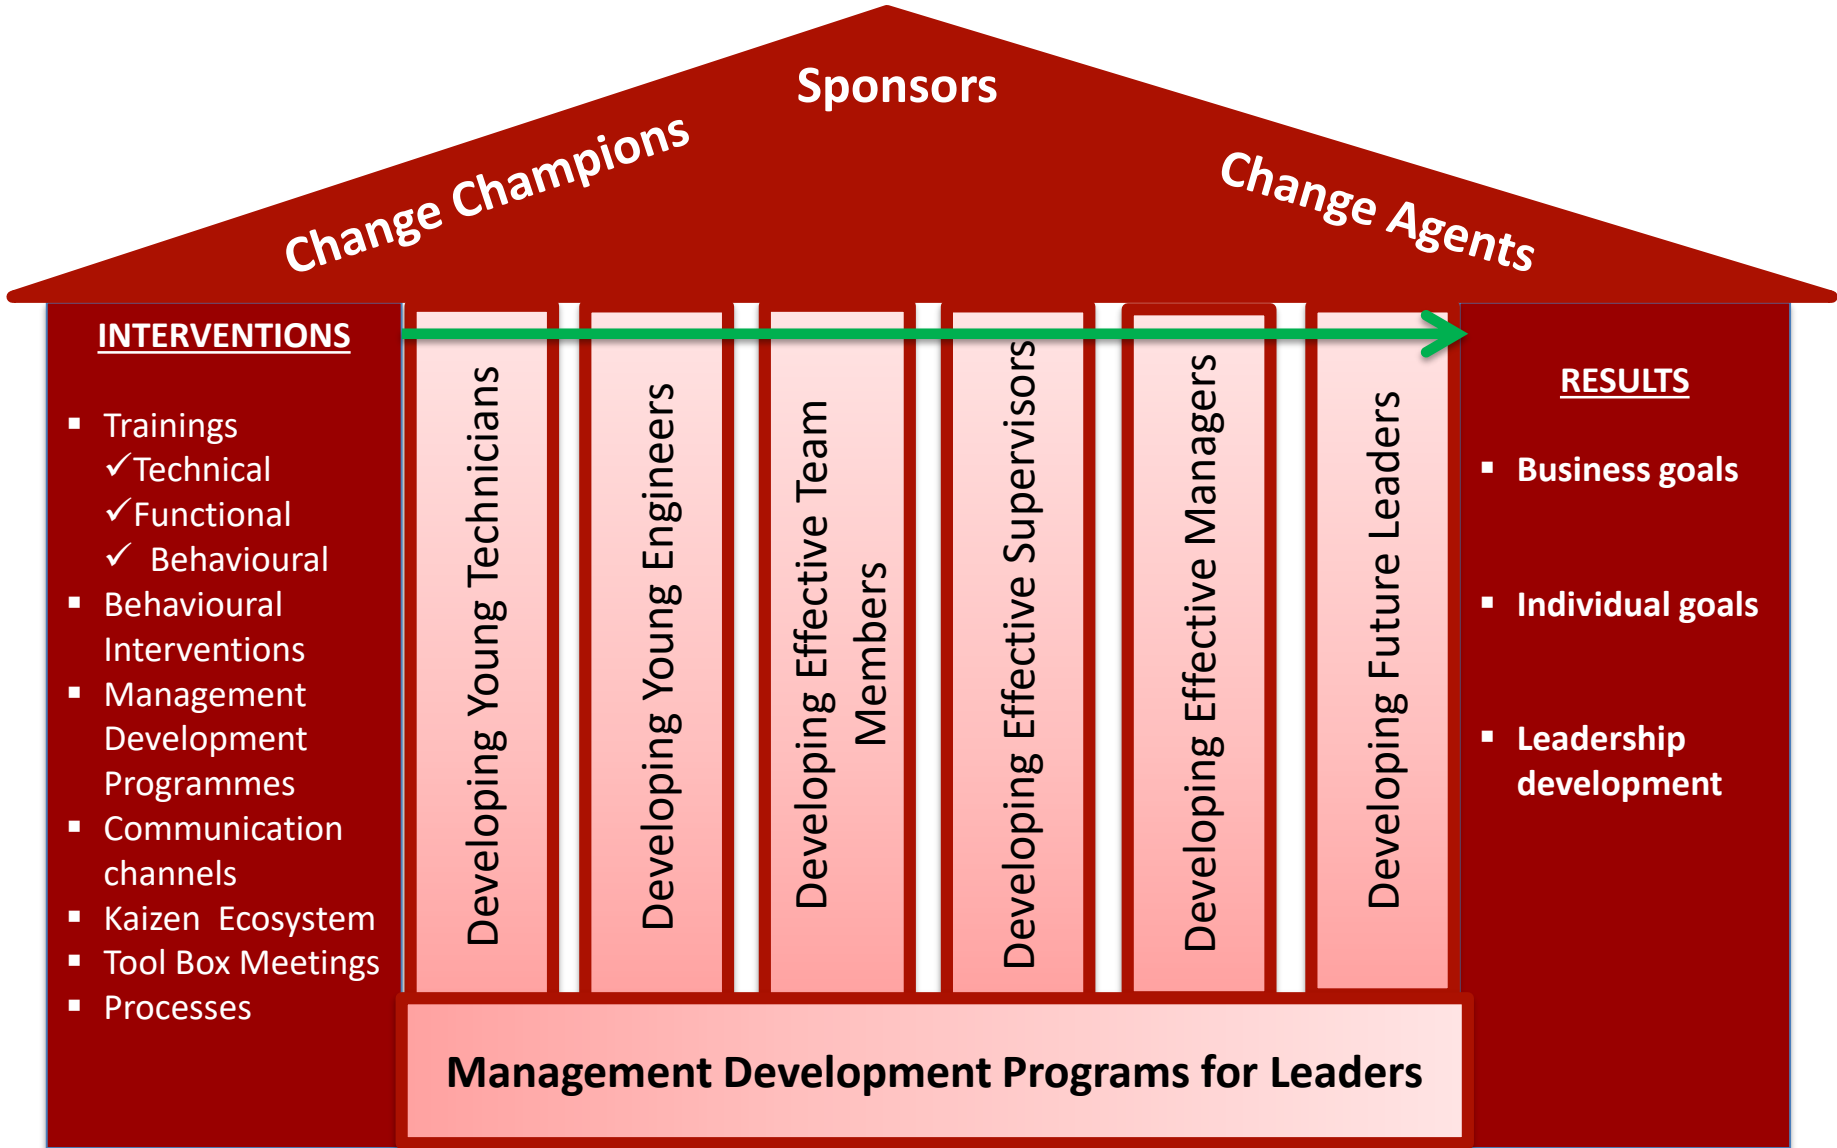 Sponsors
Change Champions
Change Agents
INTERVENTIONS
▪ Trainings
✓Technical
✓Functional
✓ Behavioural
▪ Behavioural
Interventions
▪ Management
Development
Programmes
▪ Communication
channels
▪ Kaizen Ecosystem
▪ Tool Box Meetings
▪ Processes
Developing Young Technicians
Developing Young Engineers
Developing Effective Team
Members
Developing Effective Supervisors
Developing Effective Managers
Developing Future Leaders
RESULTS
▪ Business goals
▪ Individual goals
▪ Leadership
development
Management Development Programs for Leaders